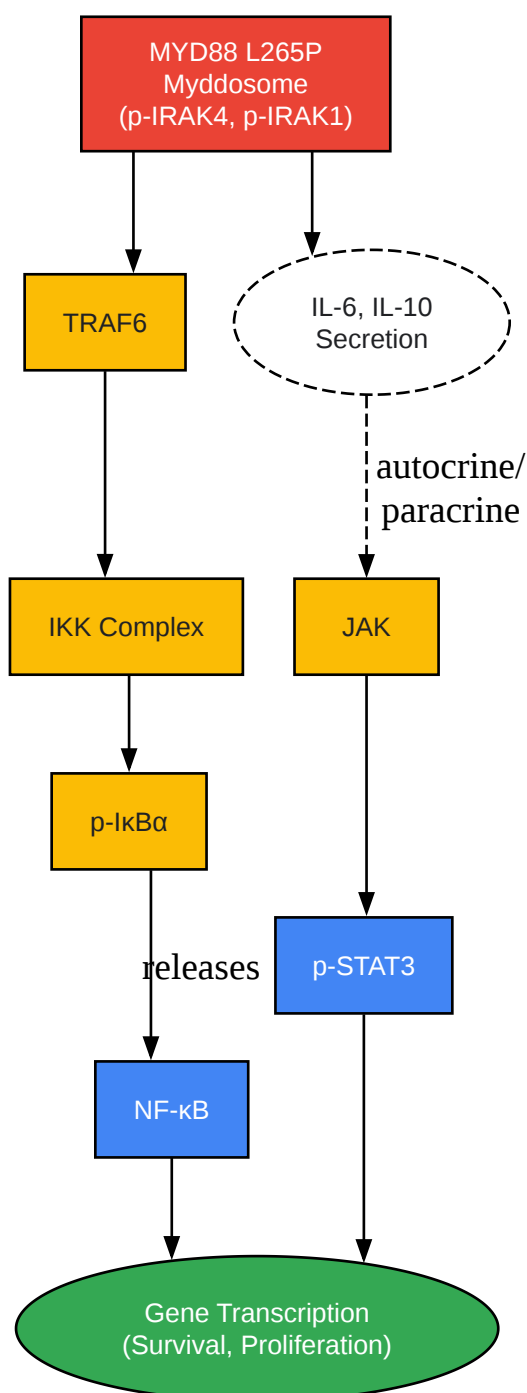 MYD88 L265P
Myddosome
(p-IRAK4, p-IRAK1)
TRAF6
IL-6, IL-10
Secretion
autocrine/
paracrine
IKK Complex
JAK
p-IκBα
releases
p-STAT3
NF-κB
Gene Transcription
(Survival, Proliferation)